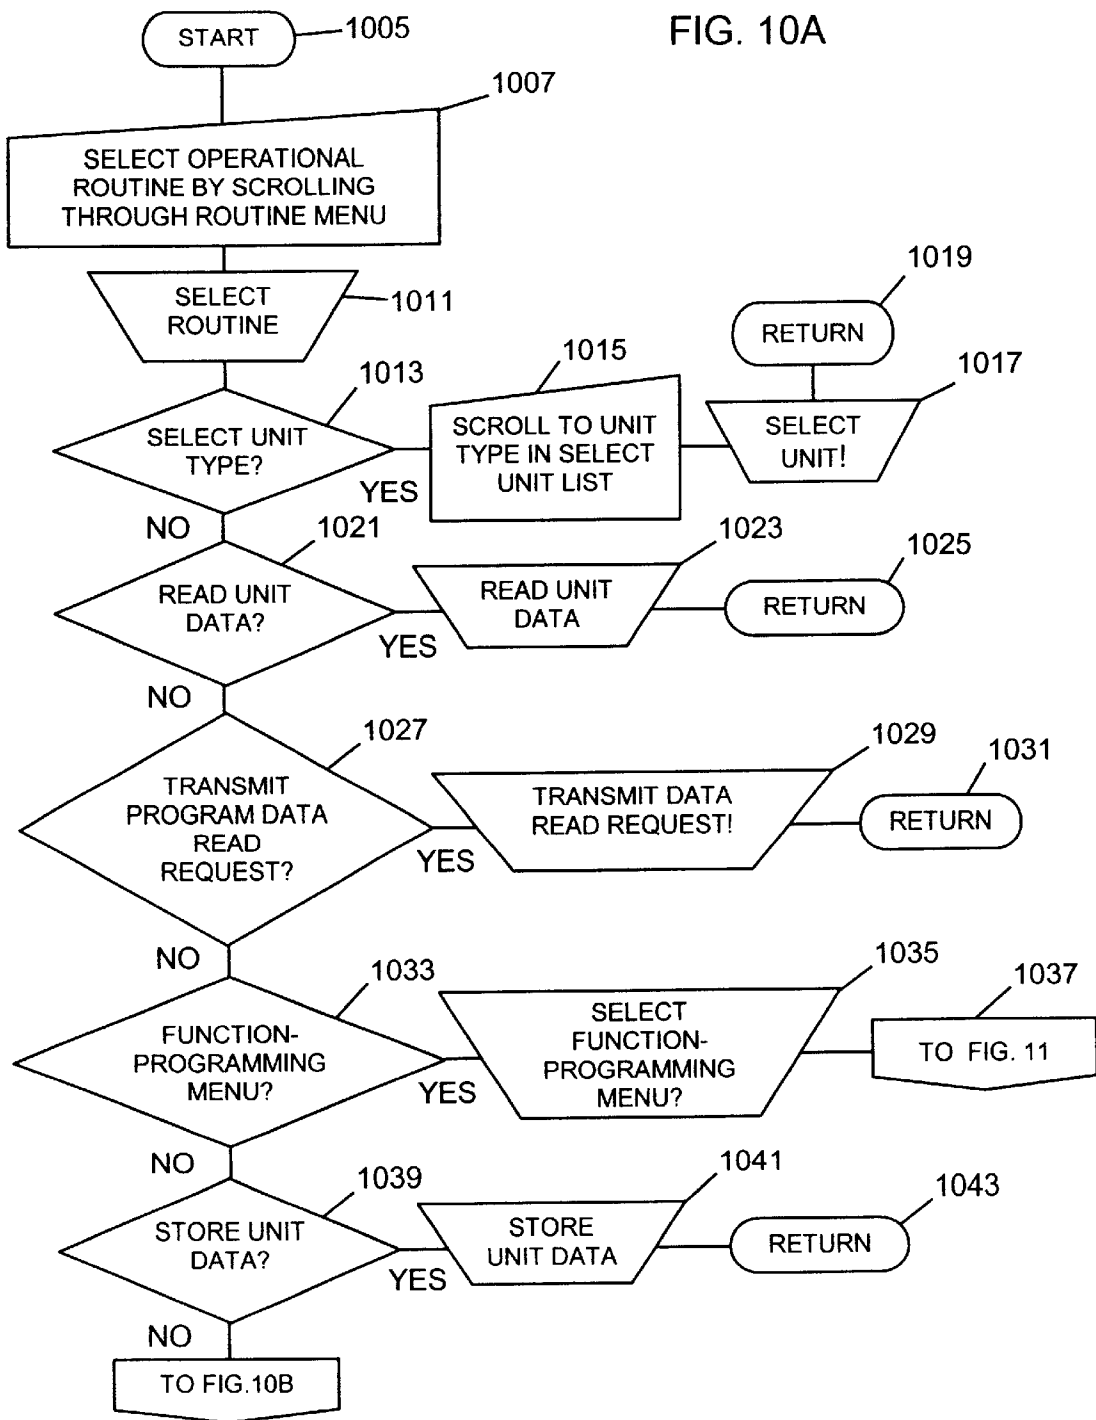 FIG. 10A
START
1005
1007
SELECT OPERATIONAL
ROUTINE BY SCROLLING
THROUGH ROUTINE MENU
SELECT
ROUTINE
1011
1013
SELECT UNIT
TYPE?
YES
NO
1015
SCROLL TO UNIT
TYPE IN SELECT
UNIT LIST
1017
SELECT
UNIT!
1019
RETURN
1021
READ UNIT
DATA?
YES
NO
1023
READ UNIT
DATA
1025
RETURN
1027
TRANSMIT
PROGRAM DATA
READ
REQUEST?
YES
NO
1029
TRANSMIT DATA
READ REQUEST!
1031
RETURN
1033
FUNCTION-
PROGRAMMING
MENU?
YES
NO
1035
SELECT
FUNCTION-
PROGRAMMING
MENU?
1037
TO FIG. 11
1039
STORE UNIT
DATA?
YES
NO
1041
STORE
UNIT DATA
1043
RETURN
TO FIG.10B